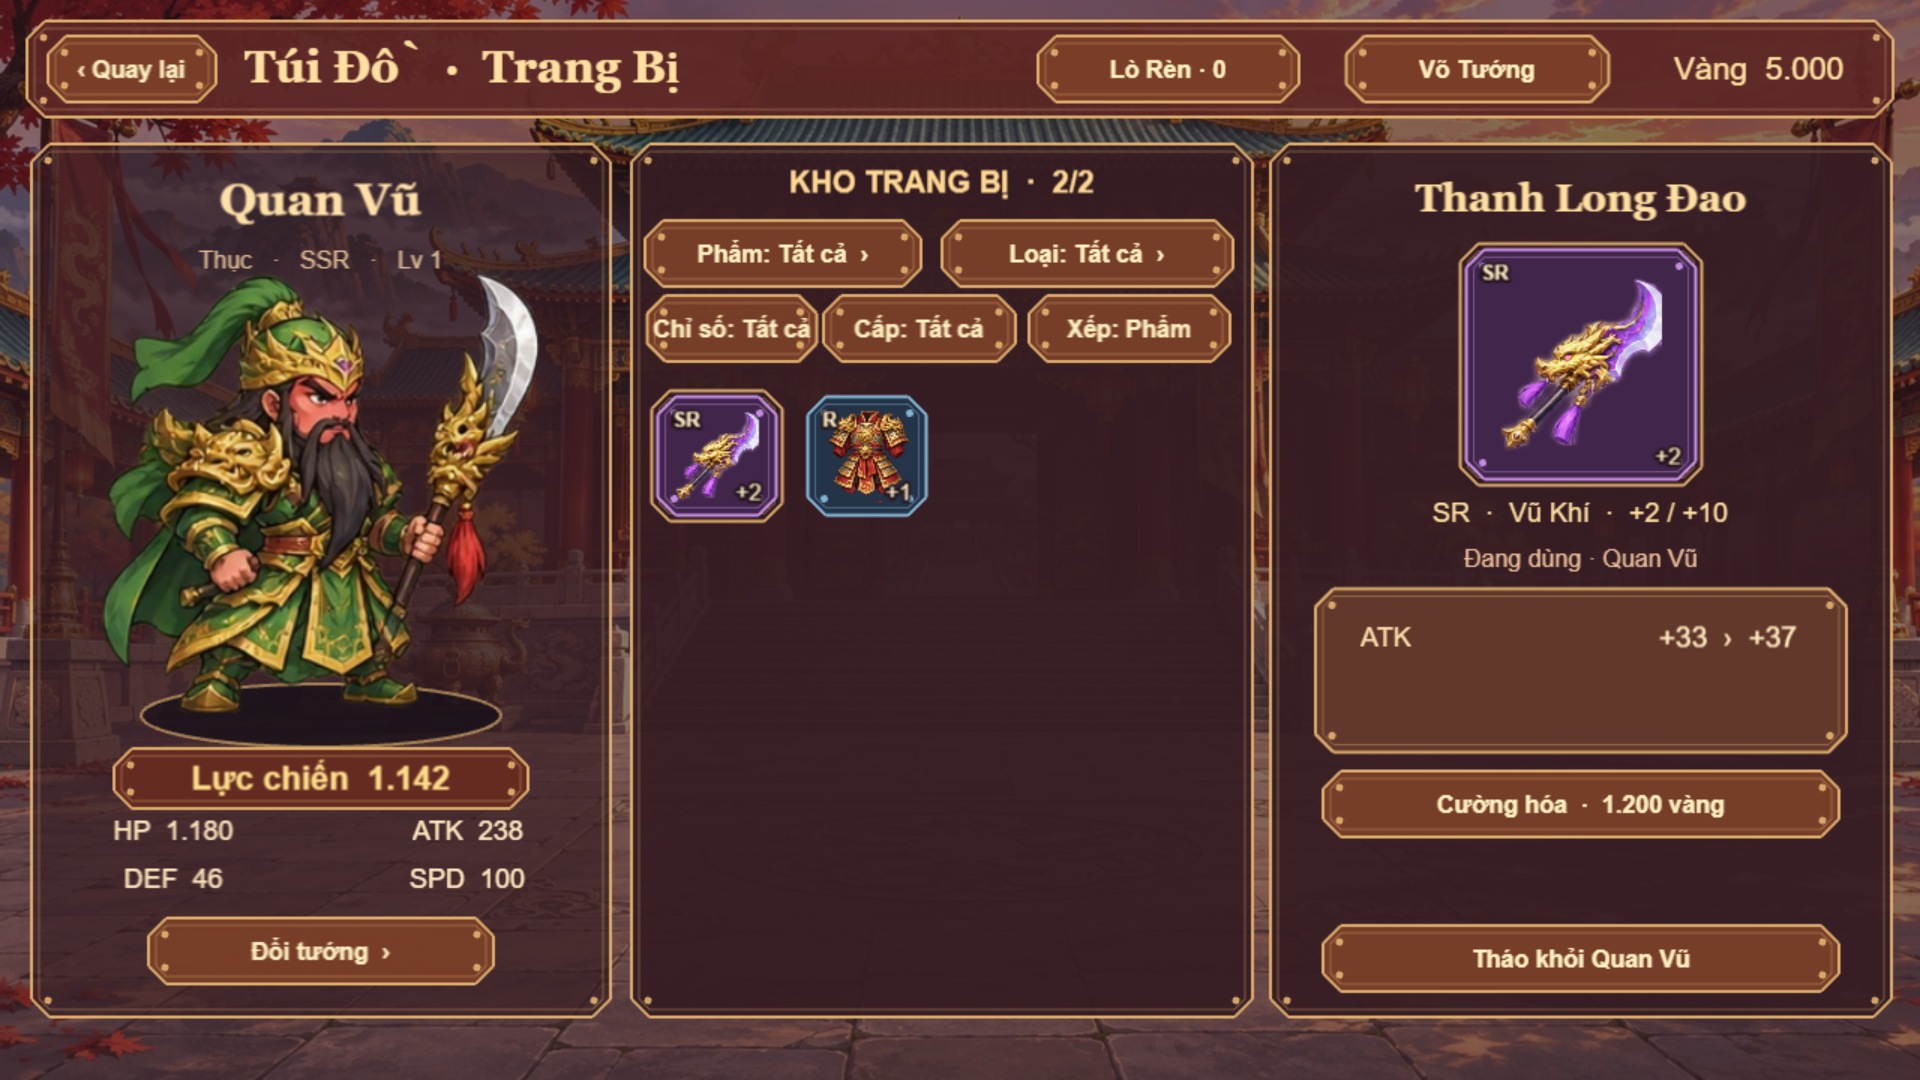 ‹ Quay lại
Túi Đồ · Trang Bị
Lò Rèn · 0
Võ Tướng
Vàng 5.000
Quan Vũ
Thục · SSR · Lv 1
Lực chiến 1.142
HP 1.180
ATK 238
DEF 46
SPD 100
Đổi tướng ›
KHO TRANG BỊ · 2/2
Phẩm: Tất cả ›
Loại: Tất cả ›
Chỉ số: Tất cả
Cấp: Tất cả
Xếp: Phẩm
SR
+2
R
+1
Thanh Long Đao
SR
+2
SR · Vũ Khí · +2 / +10
Đang dùng · Quan Vũ
ATK +33 › +37
Cường hóa · 1.200 vàng
Tháo khỏi Quan Vũ